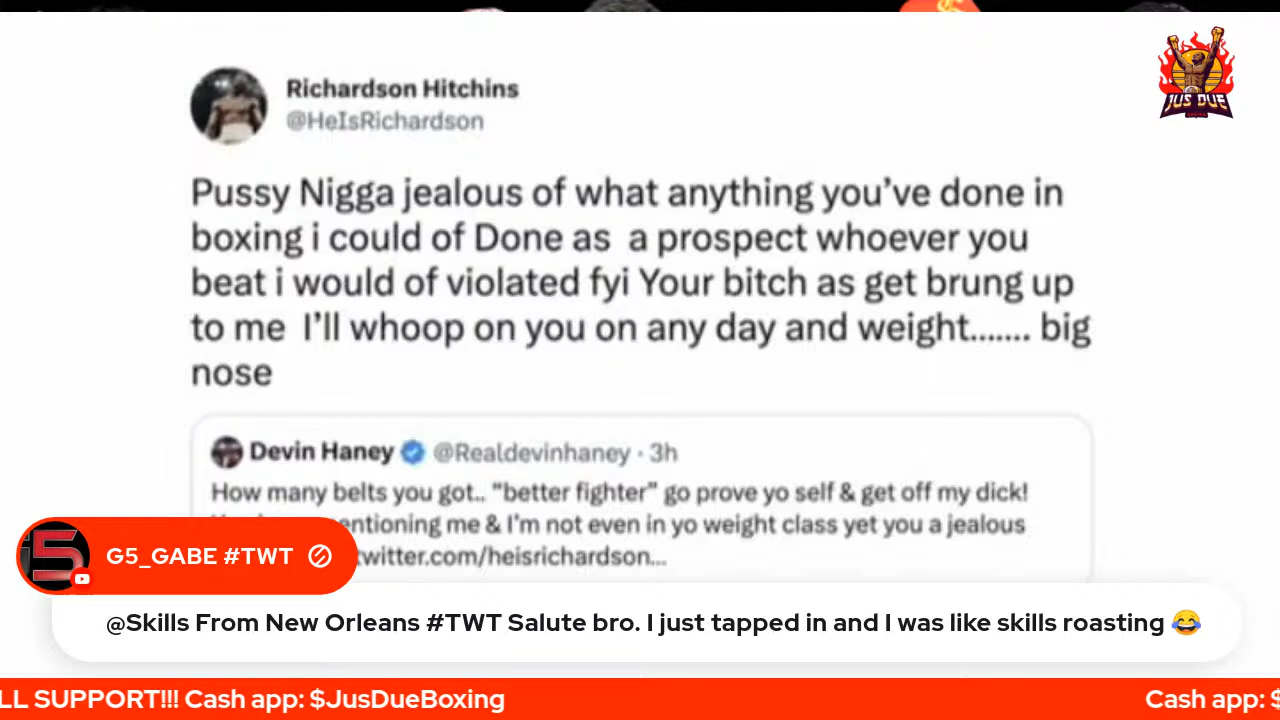 JUS DUE
Richardson Hitchins
@HeIsRichardson
Pussy Nigga jealous of what anything you’ve done in
boxing i could of Done as a prospect whoever you
beat i would of violated fyi Your bitch as get brung up
to me I’ll whoop on you on any day and weight....... big
nose
Devin Haney @Realdevinhaney · 3h
How many belts you got.. "better fighter" go prove yo self & get off my dick!
entioning me & I’m not even in yo weight class yet you a jealous
twitter.com/heisrichardson...
5
G5_GABE #TWT
@Skills From New Orleans #TWT Salute bro. I just tapped in and I was like skills roasting 😂
LL SUPPORT!!! Cash app: $JusDueBoxing
Cash app: $